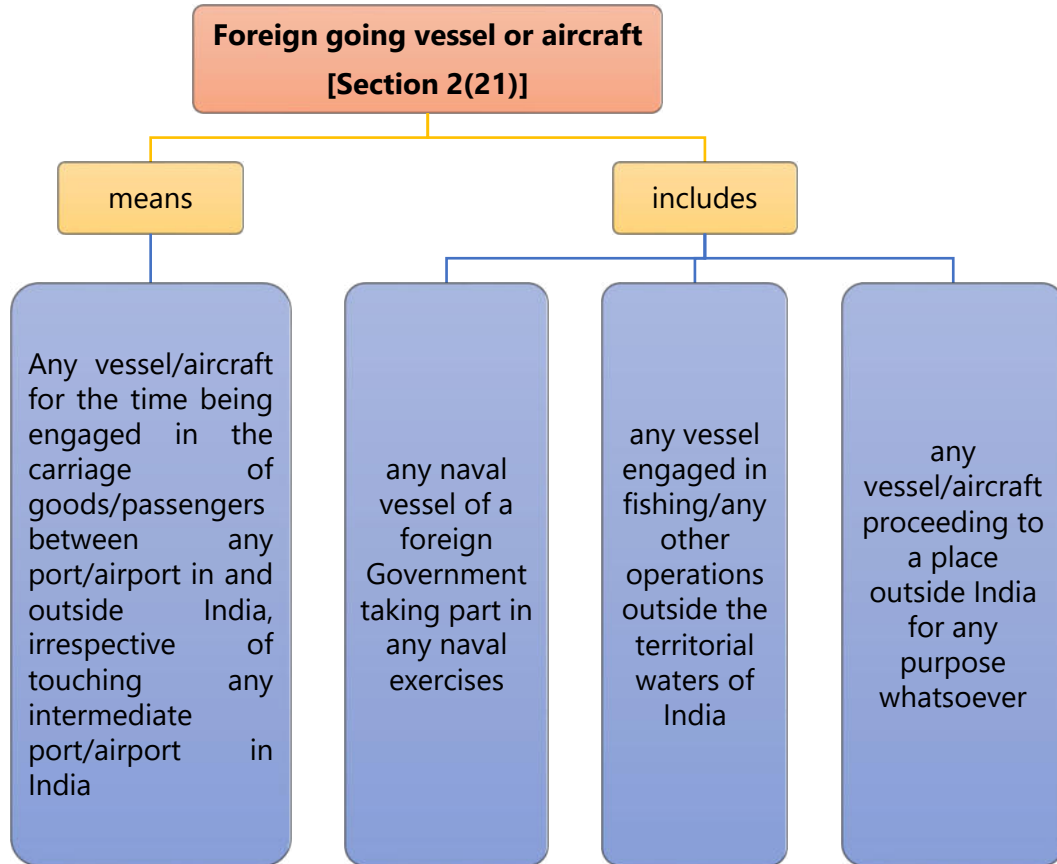 Foreign going vessel or aircraft
[Section 2(21)]
means
includes
Any vessel/aircraft
for the time being
engaged in the
carriage of
goods/passengers
between any
port/airport in and
outside India,
irrespective of
touching any
intermediate
port/airport in
India
any naval
vessel of a
foreign
Government
taking part in
any naval
exercises
any vessel
engaged in
fishing/any
other
operations
outside the
territorial
waters of
India
any
vessel/aircraft
proceeding to
a place
outside India
for any
purpose
whatsoever